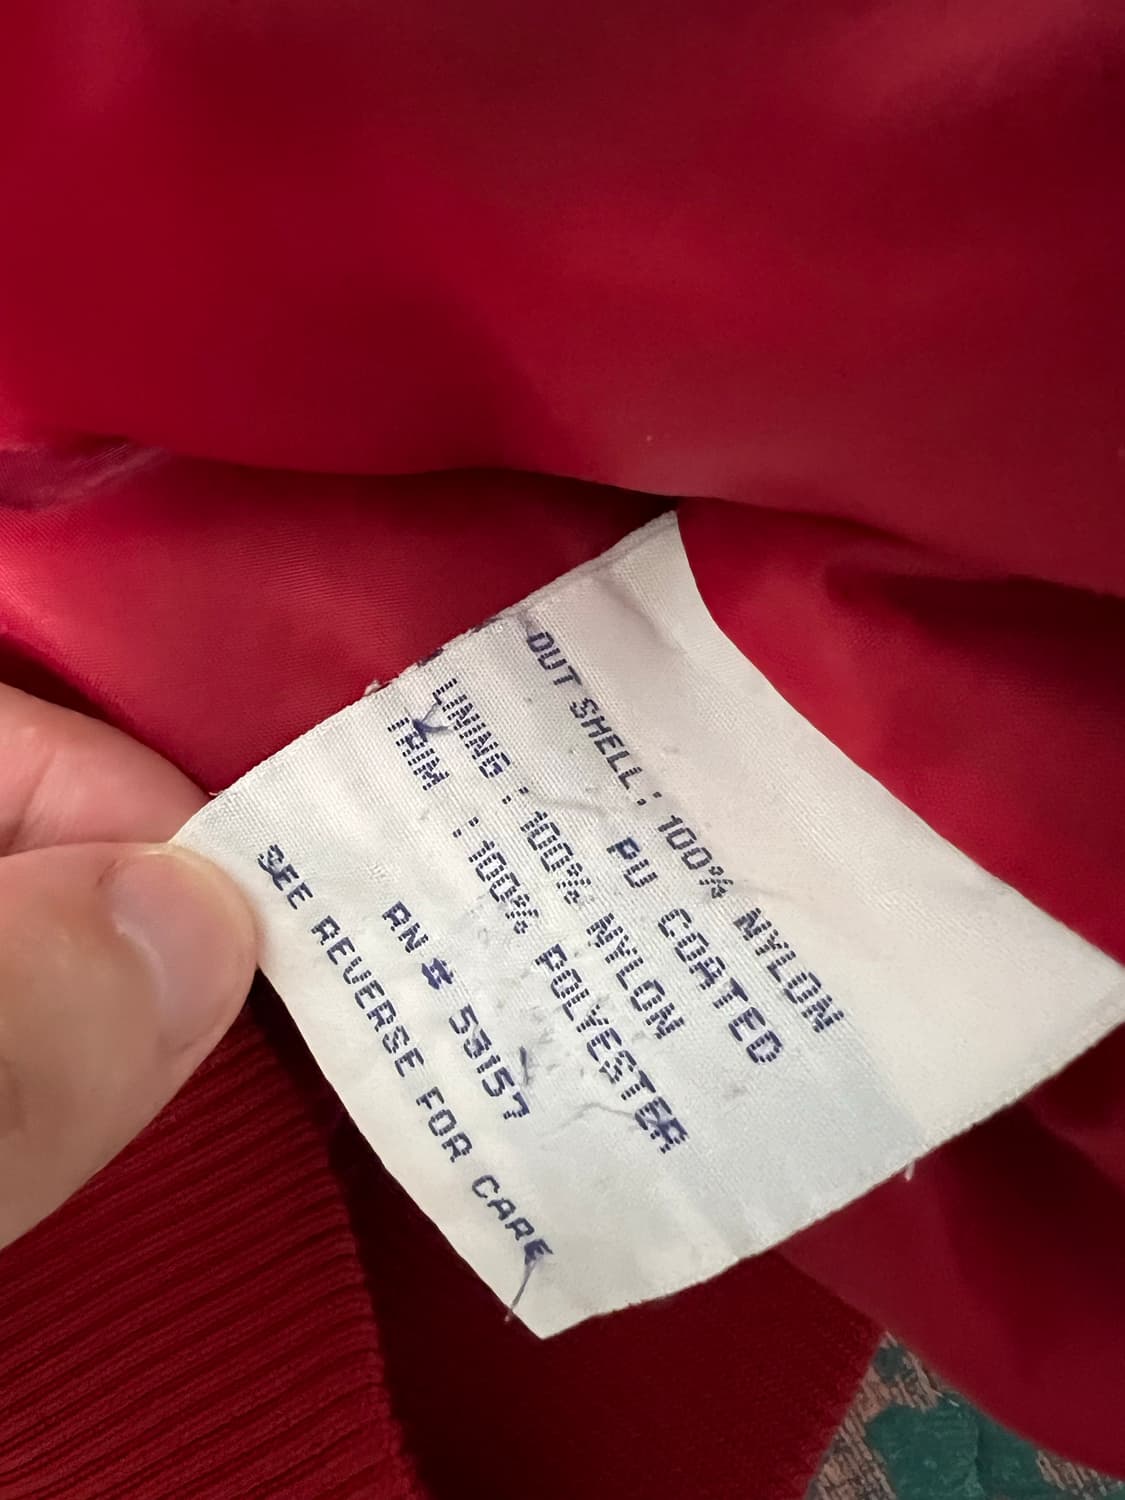 OUT SHELL: 100% NYLON
PU COATED
LINING : 100% NYLON
TRIM : 100% POLYESTER
RN# 53157
SEE REVERSE FOR CARE